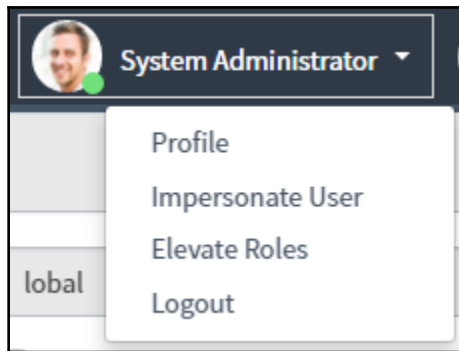 System Administrator
Profile
Impersonate User
Elevate Roles
lobal
Logout